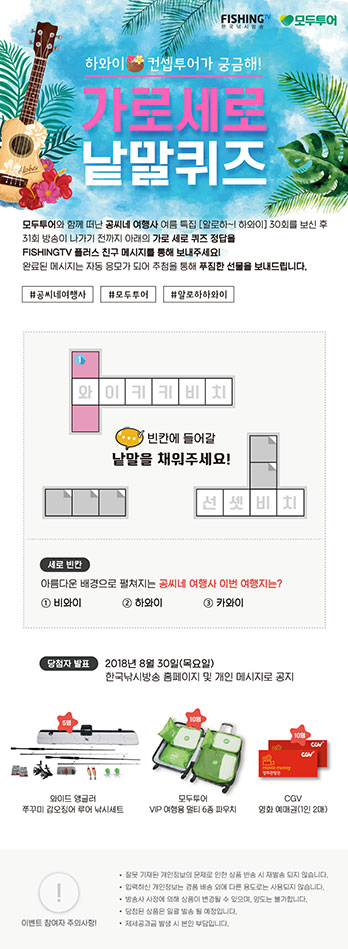 FISHING TV
한국낚시방송
모두투어
하와이 컨셉투어가 궁금해!
가로세로
낱말퀴즈
모두투어와 함께 떠난 공씨네 여행사 여름 특집 [알로하~! 하와이] 30회를 보신 후
31회 방송이 나가기 전까지 아래의 가로 세로 퀴즈 정답을
FISHINGTV 플러스 친구 메시지를 통해 보내주세요!
완료된 메시지는 자동 응모가 되어 추첨을 통해 푸짐한 선물을 보내드립니다.
#공씨네여행사 #모두투어 #알로하하와이
1
와이키키비치
빈칸에 들어갈
낱말을 채워주세요!
선셋비치
세로 빈칸
아름다운 배경으로 펼쳐지는 공씨네 여행사 이번 여행지는?
① 비와이 ② 하와이 ③ 카와이
당첨자 발표 2018년 8월 30일(목요일)
한국낚시방송 홈페이지 및 개인 메시지로 공지
5명 10명 10명
CGV
와이드 앵글러
쭈꾸미 갑오징어 루어 낚시세트
모두투어
VIP 여행용 멀티 6종 파우치
CGV
영화 예매권(1인 2매)
!
이벤트 참여자 주의사항!
• 잘못 기재된 개인정보의 문제로 인한 상품 반송 시 재발송 되지 않습니다.
• 입력하신 개인정보는 경품 배송 외에 다른 용도로는 사용되지 않습니다.
• 방송사 사정에 의해 상품이 변경될 수 있으며, 양도는 불가합니다.
• 당첨된 상품은 일괄 발송 될 예정입니다.
• 제세공과금 발생 시 본인 부담입니다.